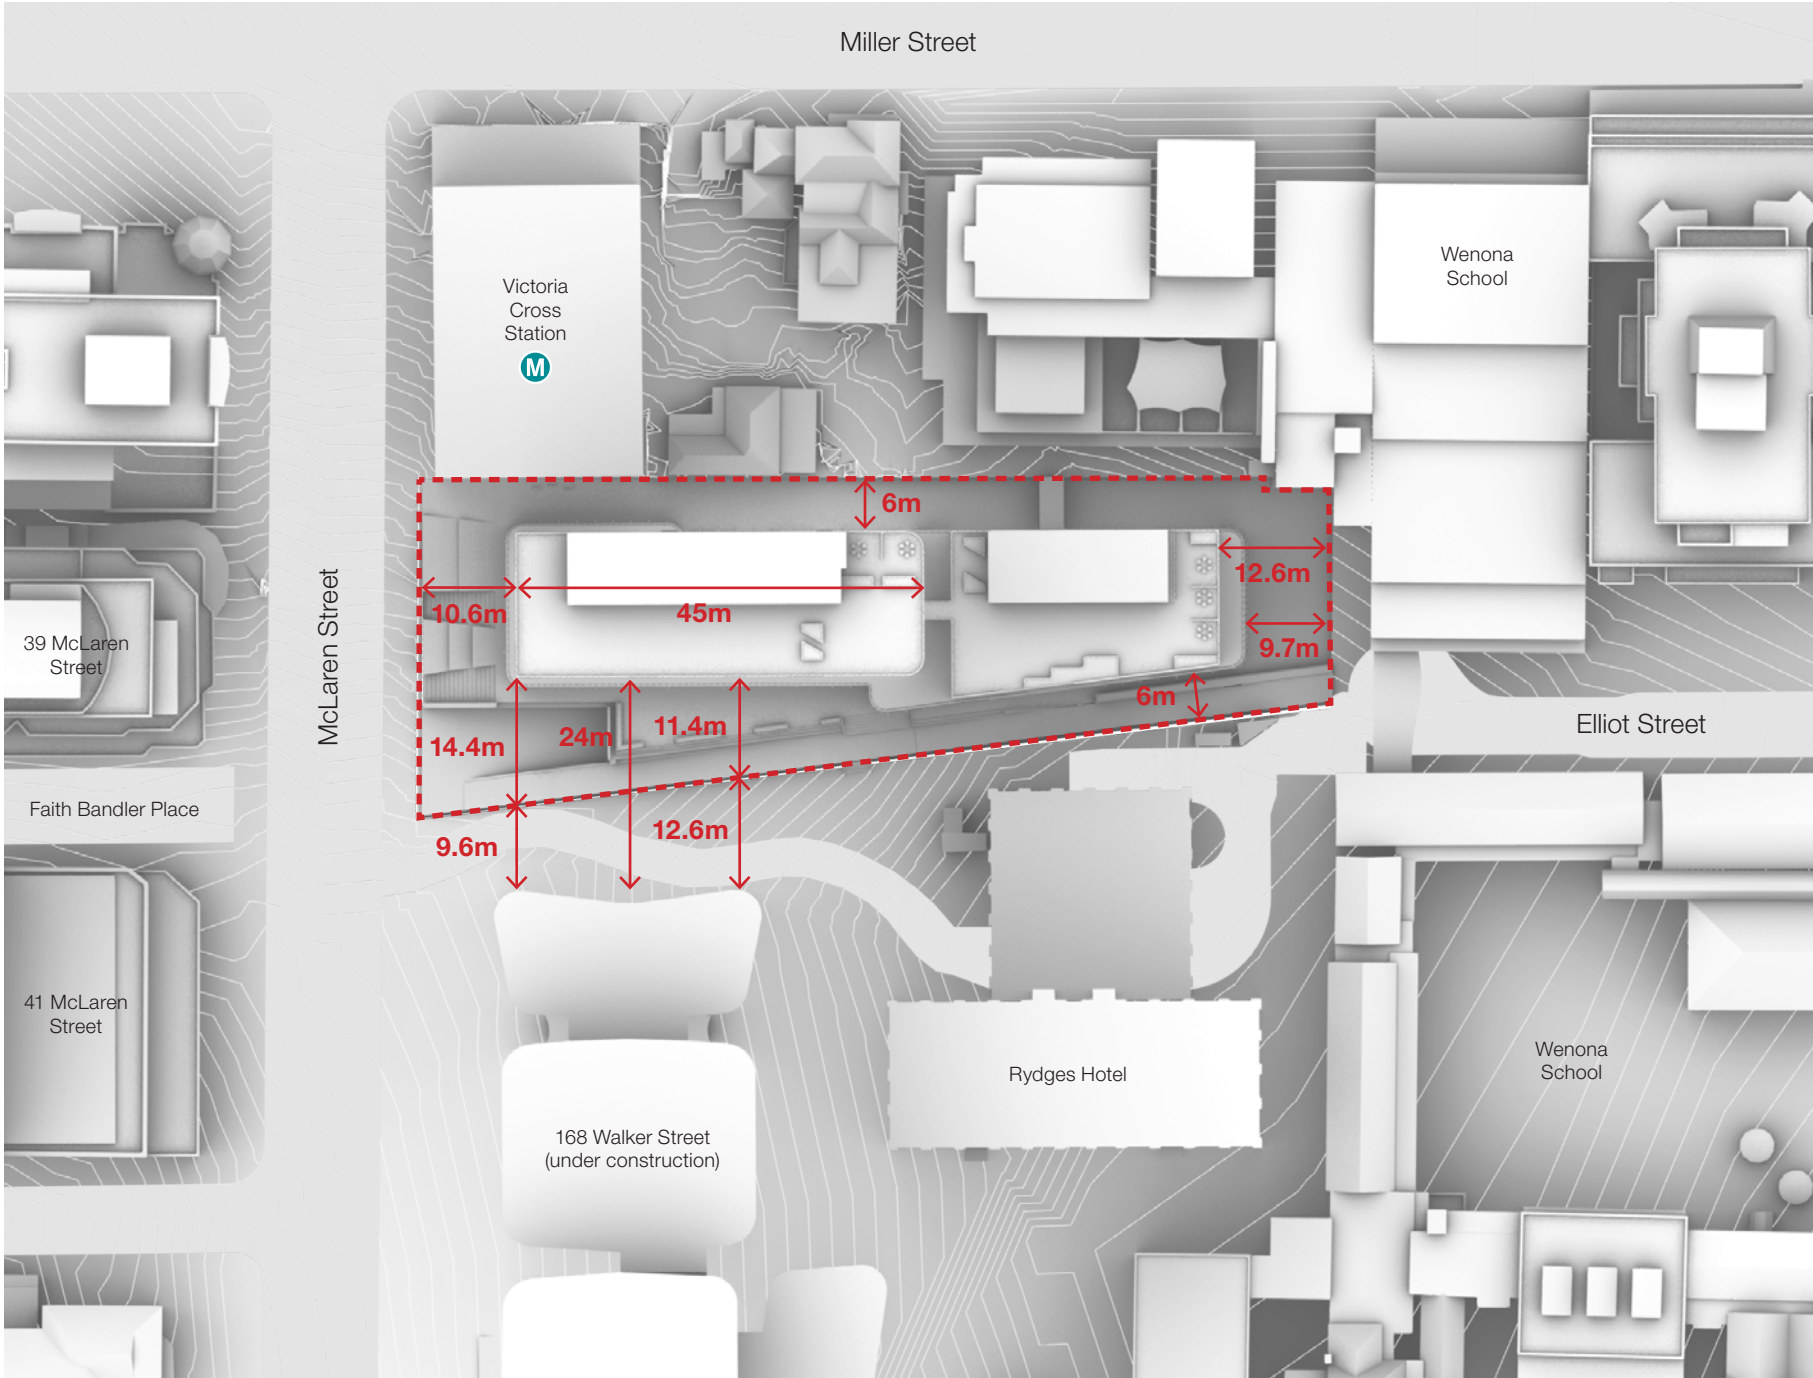 Miller Street
Victoria
Cross
Station
M
Wenona
School
6m
12.6m
10.6m
45m
9.7m
39 McLaren
Street
McLaren Street
6m
14.4m
24m
11.4m
Elliot Street
Faith Bandler Place
9.6m
12.6m
41 McLaren
Street
Rydges Hotel
Wenona
School
168 Walker Street
(under construction)